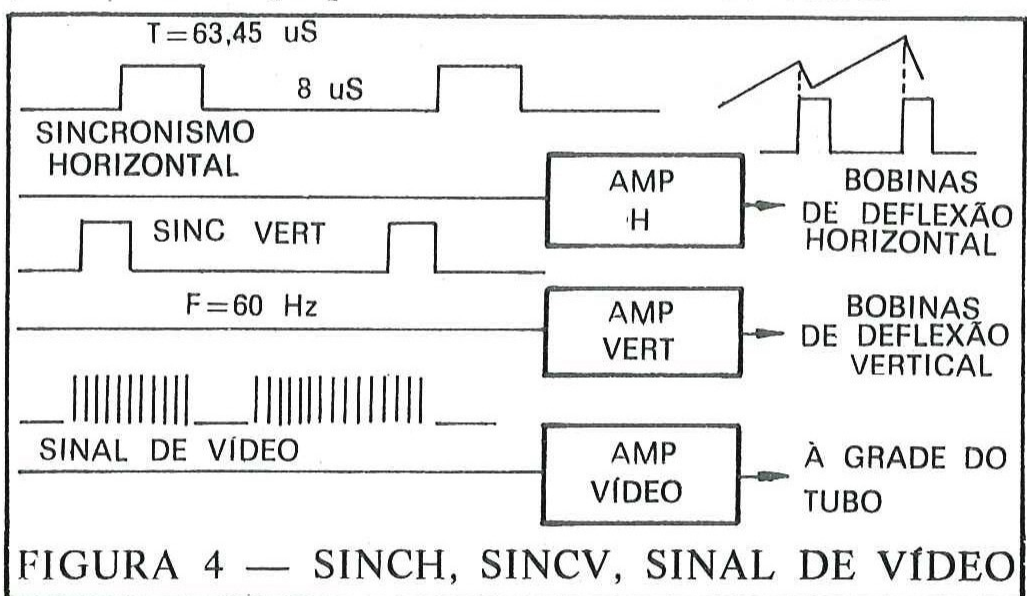 T=63,45 uS
8 uS
SINCRONISMO
HORIZONTAL
AMP
H
BOBINAS
DE DEFLEXÃO
HORIZONTAL
SINC VERT
F=60 Hz
AMP
VERT
BOBINAS
DE DEFLEXÃO
VERTICAL
SINAL DE VÍDEO
AMP
VÍDEO
À GRADE DO
TUBO
FIGURA 4 — SINCH, SINCV, SINAL DE VÍDEO